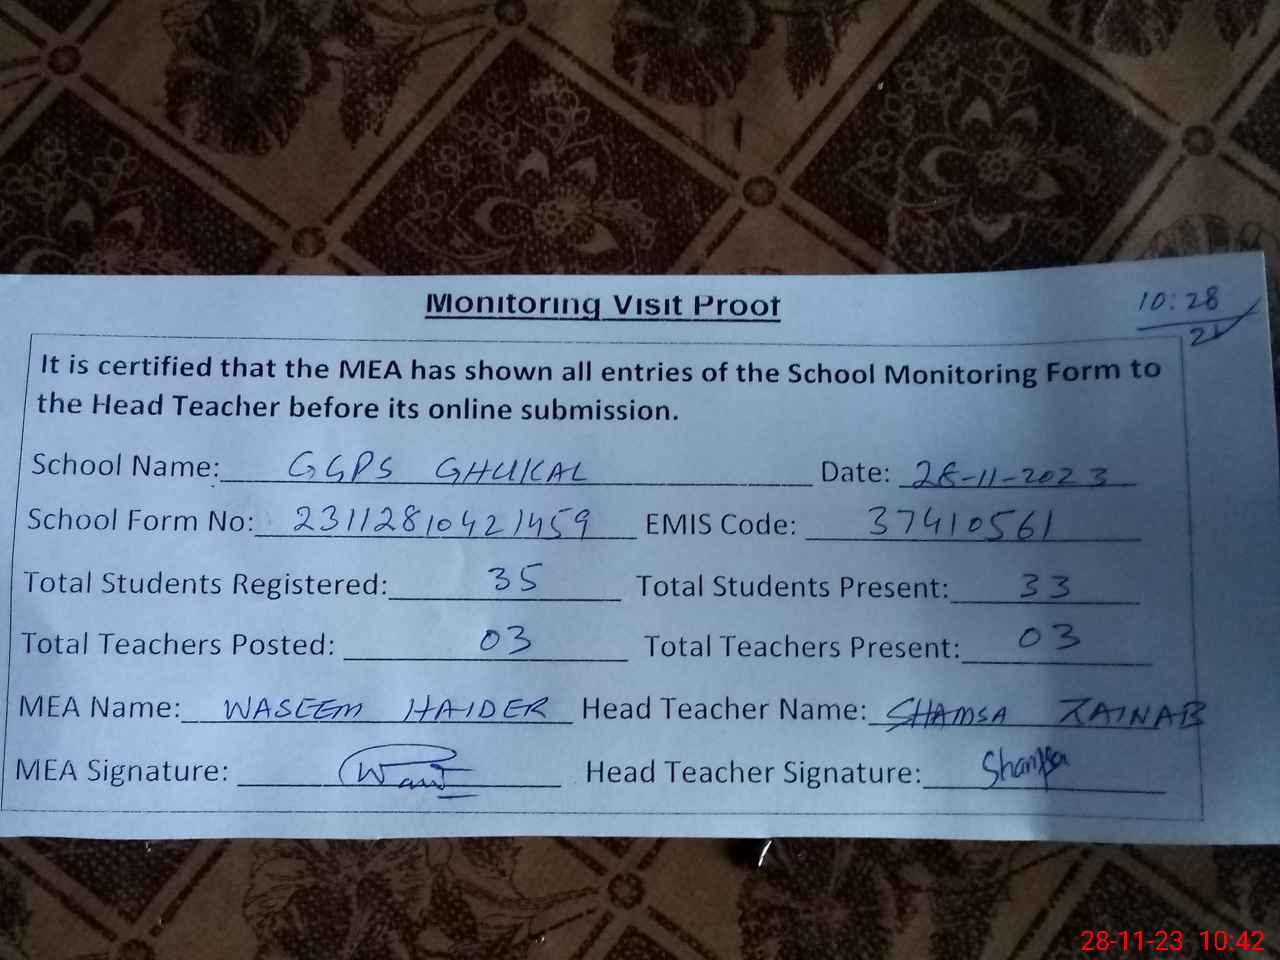 Monitoring Visit Proof
10:28
21
It is certified that the MEA has shown all entries of the School Monitoring Form to
the Head Teacher before its online submission.
School Name: GGPS GHUKAL Date: 28-11-2023
School Form No: 23112810421459 EMIS Code: 37410561
Total Students Registered: 35 Total Students Present: 33
Total Teachers Posted: 03 Total Teachers Present: 03
MEA Name: WASEEM HAIDER Head Teacher Name: SHAMSA ZAINAB
MEA Signature: Head Teacher Signature: Shamsa
28-11-23 10:42